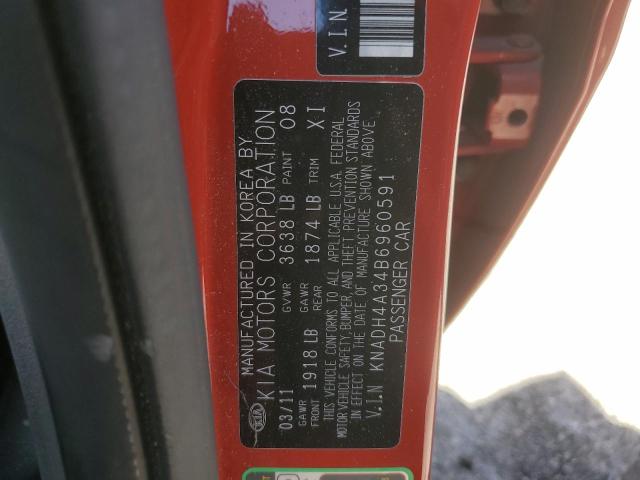 V.I.N
MANUFACTURED IN KOREA BY
KIA KIA MOTORS CORPORATION
03/11 GVWR 3638 LB PAINT 08
GAWR FRONT 1918 LB GAWR REAR 1874 LB TRIM XI
THIS VEHICLE CONFORMS TO ALL APPLICABLE U.S.A. FEDERAL
MOTOR VEHICLE SAFETY, BUMPER, AND THEFT PREVENTION STANDARDS
IN EFFECT ON THE DATE OF MANUFACTURE SHOWN ABOVE
V.I.N KNADH4A34B6960591
PASSENGER CAR